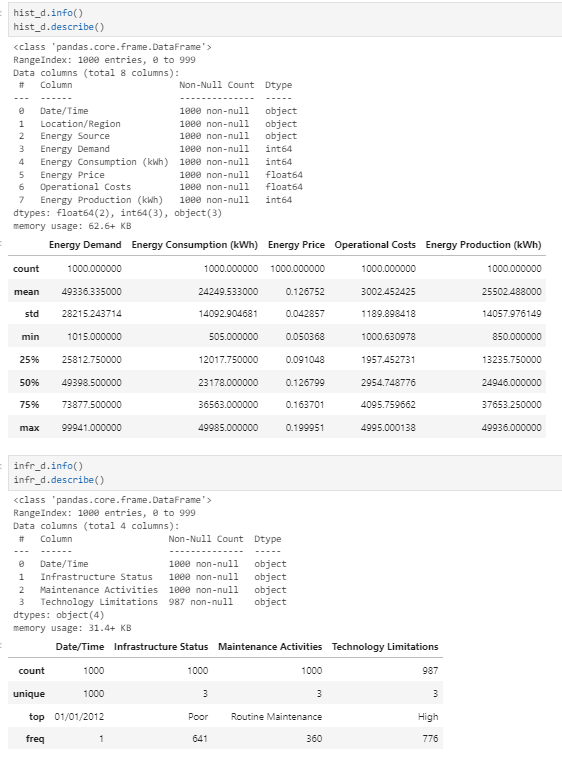 hist_d.info()
hist_d.describe()
<class 'pandas.core.frame.DataFrame'>
RangeIndex: 1000 entries, 0 to 999
Data columns (total 8 columns):
 #   Column                    Non-Null Count  Dtype
---  ------                    --------------  -----
 0   Date/Time                 1000 non-null   object
 1   Location/Region           1000 non-null   object
 2   Energy Source             1000 non-null   object
 3   Energy Demand             1000 non-null   int64
 4   Energy Consumption (kWh)  1000 non-null   int64
 5   Energy Price              1000 non-null   float64
 6   Operational Costs         1000 non-null   float64
 7   Energy Production (kWh)   1000 non-null   int64
dtypes: float64(2), int64(3), object(3)
memory usage: 62.6+ KB
Energy Demand Energy Consumption (kWh) Energy Price Operational Costs Energy Production (kWh)
count 1000.000000 1000.000000 1000.000000 1000.000000 1000.000000
mean 49336.335000 24249.533000 0.126752 3002.452425 25502.488000
std 28215.243714 14092.904681 0.042857 1189.898418 14057.976149
min 1015.000000 505.000000 0.050368 1000.630978 850.000000
25% 25812.750000 12017.750000 0.091048 1957.452731 13235.750000
50% 49398.500000 23178.000000 0.126799 2954.748776 24946.000000
75% 73877.500000 36563.000000 0.163701 4095.759662 37653.250000
max 99941.000000 49985.000000 0.199951 4995.000138 49936.000000
infr_d.info()
infr_d.describe()
<class 'pandas.core.frame.DataFrame'>
RangeIndex: 1000 entries, 0 to 999
Data columns (total 4 columns):
 #   Column                  Non-Null Count  Dtype
---  ------                  --------------  -----
 0   Date/Time               1000 non-null   object
 1   Infrastructure Status   1000 non-null   object
 2   Maintenance Activities  1000 non-null   object
 3   Technology Limitations  987 non-null    object
dtypes: object(4)
memory usage: 31.4+ KB
Date/Time Infrastructure Status Maintenance Activities Technology Limitations
count 1000 1000 1000 987
unique 1000 3 3 3
top 01/01/2012 Poor Routine Maintenance High
freq 1 641 360 776